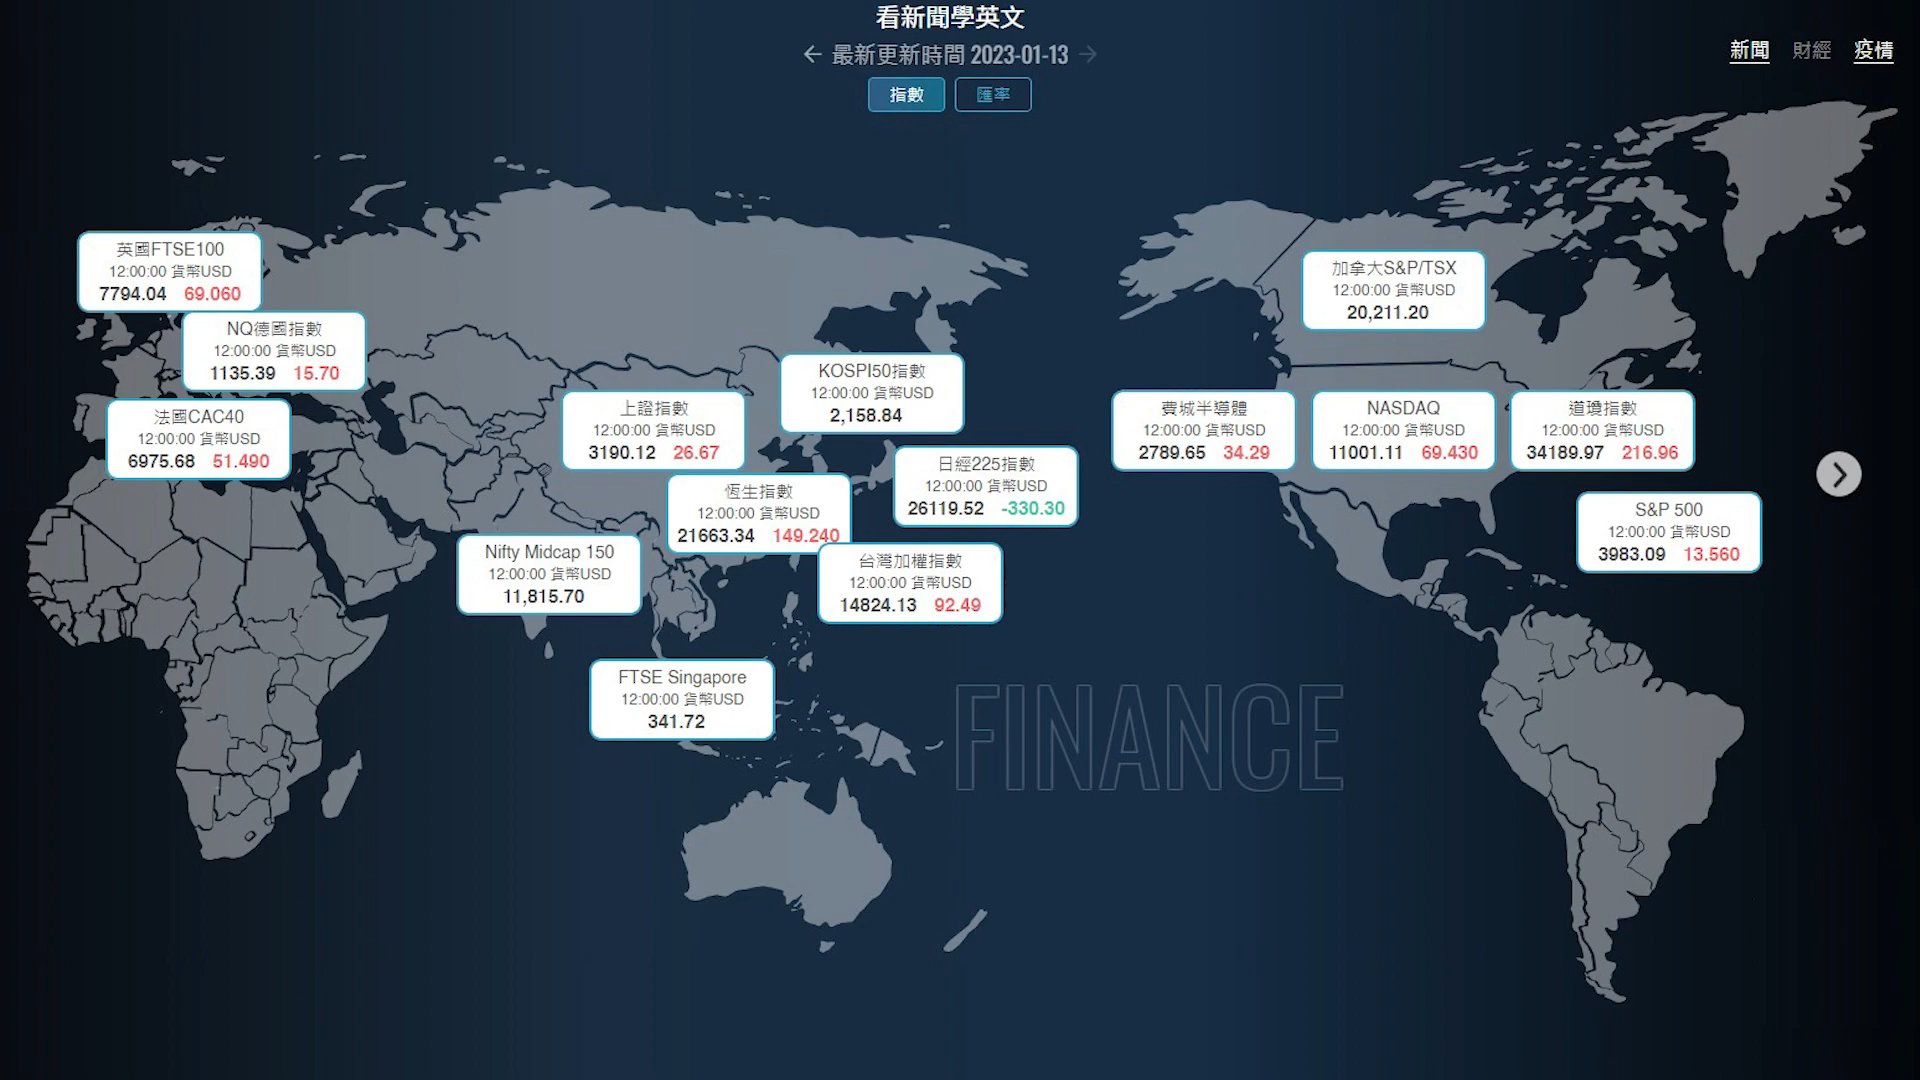 看新聞學英文
← 最新更新時間 2023-01-13 →
新聞 財經 疫情
指數 匯率
英國FTSE100
12:00:00 貨幣USD
7794.04 69.060
NQ德國指數
12:00:00 貨幣USD
1135.39 15.70
法國CAC40
12:00:00 貨幣USD
6975.68 51.490
上證指數
12:00:00 貨幣USD
3190.12 26.67
KOSPI50指數
12:00:00 貨幣USD
2,158.84
日經225指數
12:00:00 貨幣USD
26119.52 -330.30
恆生指數
12:00:00 貨幣USD
21663.34 149.240
Nifty Midcap 150
12:00:00 貨幣USD
11,815.70
台灣加權指數
12:00:00 貨幣USD
14824.13 92.49
FTSE Singapore
12:00:00 貨幣USD
341.72
加拿大S&P/TSX
12:00:00 貨幣USD
20,211.20
費城半導體
12:00:00 貨幣USD
2789.65 34.29
NASDAQ
12:00:00 貨幣USD
11001.11 69.430
道瓊指數
12:00:00 貨幣USD
34189.97 216.96
S&P 500
12:00:00 貨幣USD
3983.09 13.560
FINANCE